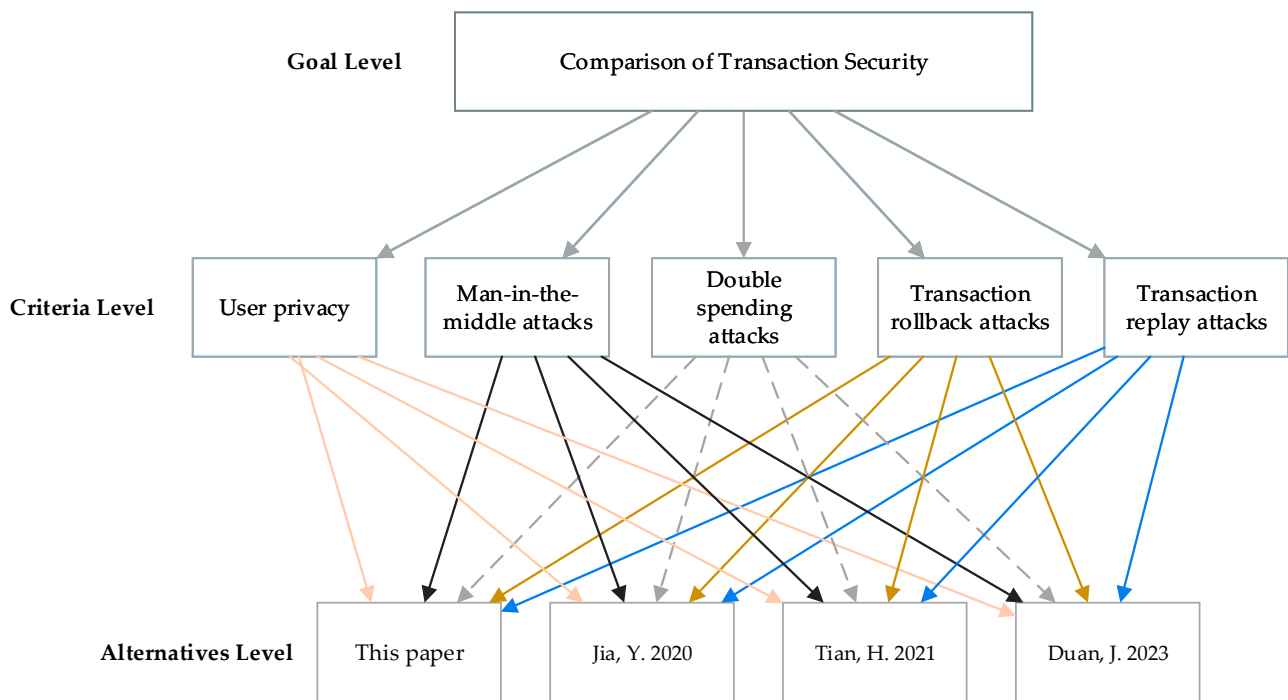 Goal Level
Comparison of Transaction Security
Criteria Level
User privacy
Man-in-the-
middle attacks
Double
spending
attacks
Transaction
rollback attacks
Transaction
replay attacks
Alternatives Level
This paper
Jia, Y. 2020
Tian, H. 2021
Duan, J. 2023